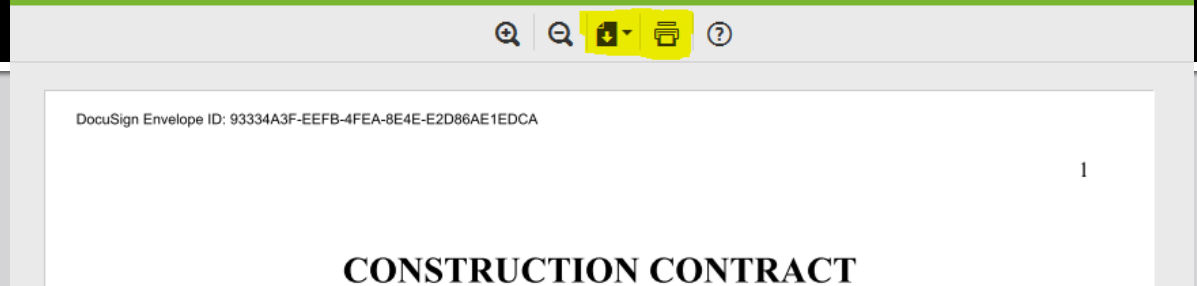 DocuSign Envelope ID: 93334A3F-EEFB-4FEA-8E4E-E2D86AE1EDCA
1
CONSTRUCTION CONTRACT